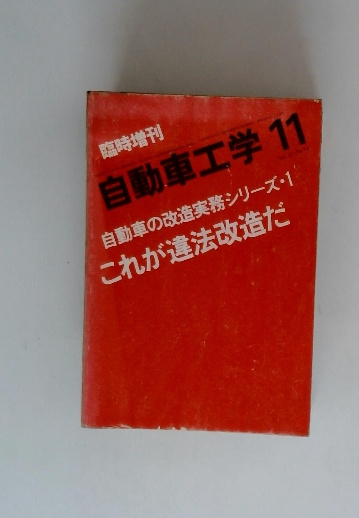 臨時増刊
自動車工学 11
自動車の改造実務シリーズ・1
これが違法改造だ